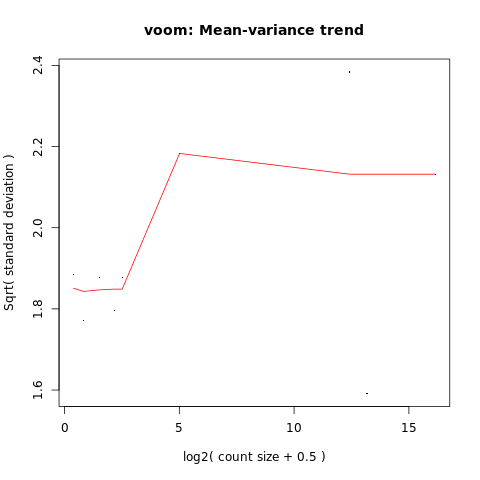 voom: Mean-variance trend
Sqrt( standard deviation )
2.4
2.2
2.0
1.8
1.6
0 5 10 15
log2( count size + 0.5 )